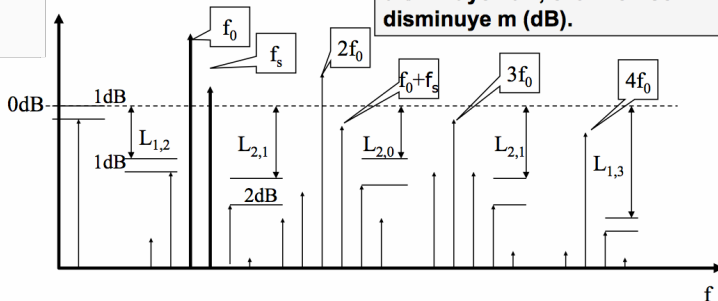 disminuye m (dB).
f₀
fₛ
2f₀
f₀+fₛ
3f₀
4f₀
0dB
1dB
L₁,₂
1dB
L₂,₁
2dB
L₂,₀
L₂,₁
L₁,₃
f